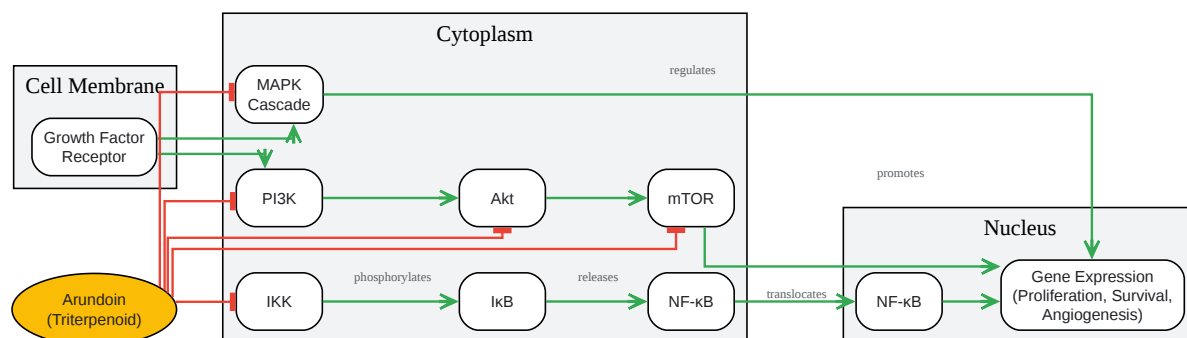 Cytoplasm
regulates
Cell Membrane
MAPK
Cascade
Growth Factor
Receptor
promotes
PI3K
Akt
mTOR
Nucleus
Arundoin
(Triterpenoid)
IKK
phosphorylates
IκB
releases
NF-κB
translocates
NF-κB
Gene Expression
(Proliferation, Survival,
Angiogenesis)